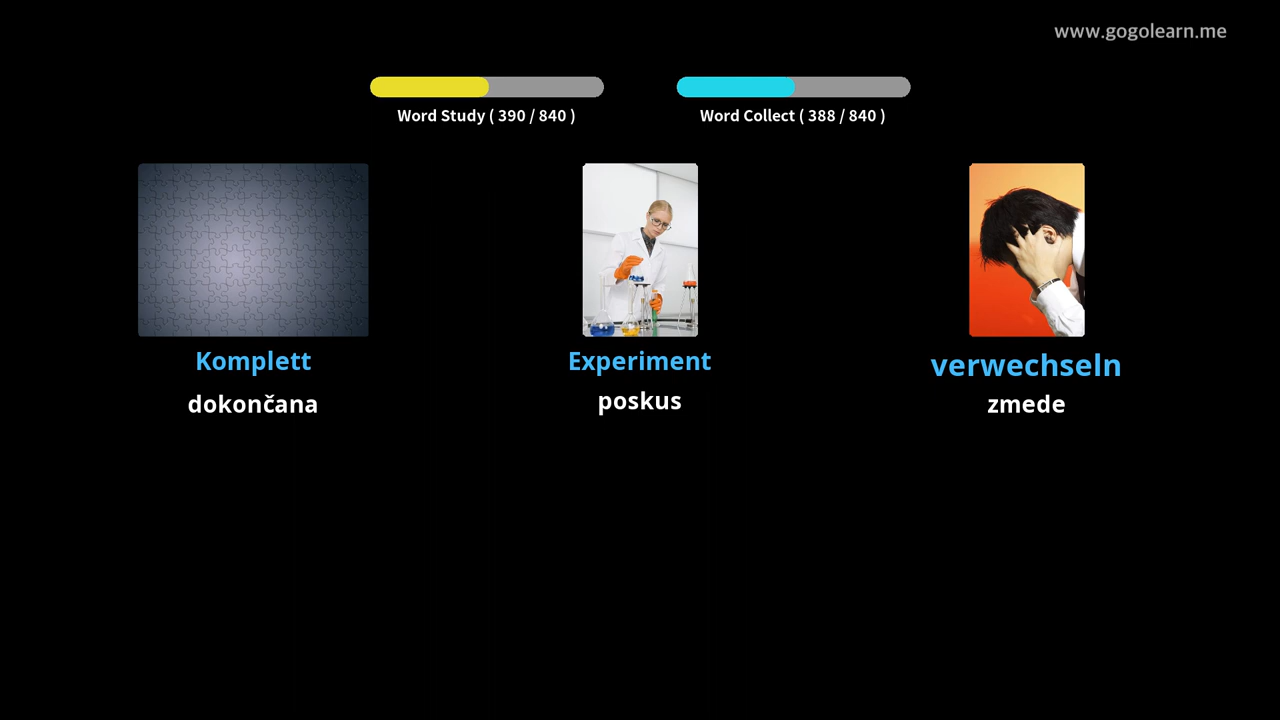 www.gogolearn.me
Word Study ( 390 / 840 )
Word Collect ( 388 / 840 )
Komplett
dokončana
Experiment
poskus
verwechseln
zmede